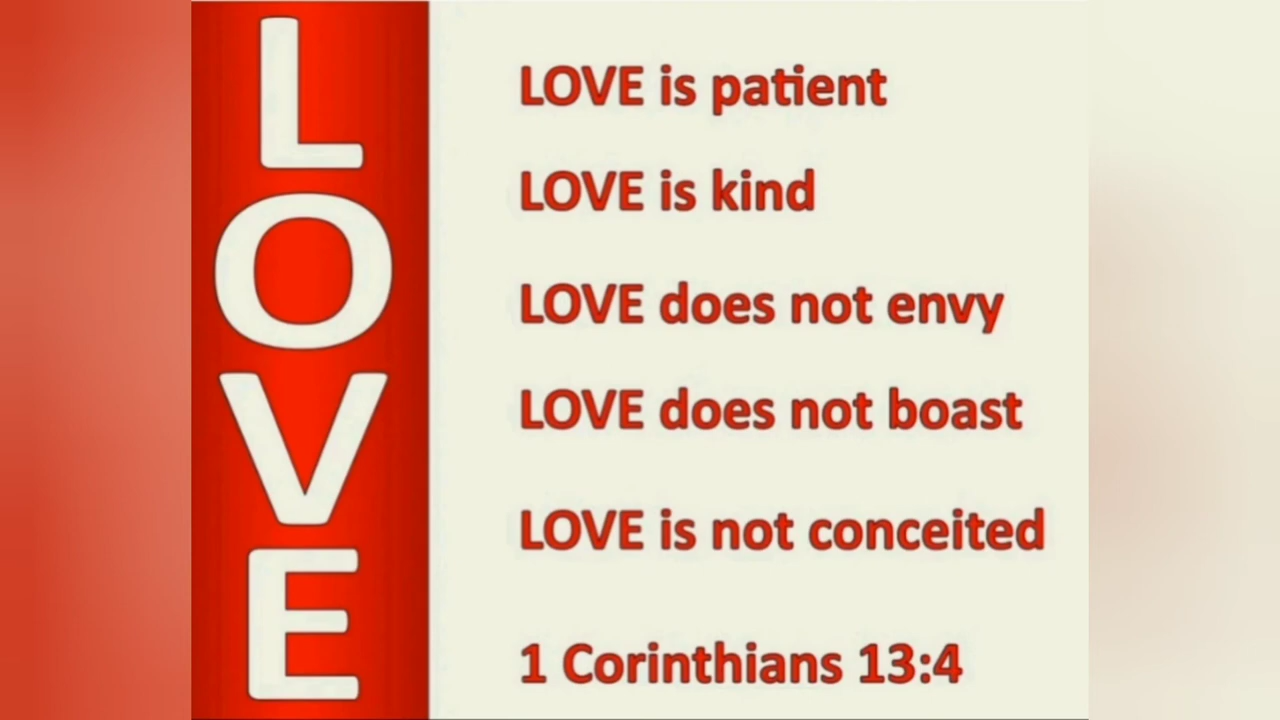 LOVE
LOVE is patient
LOVE is kind
LOVE does not envy
LOVE does not boast
LOVE is not conceited
1 Corinthians 13:4